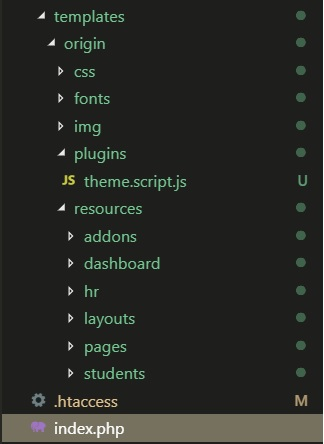 templates
origin
css
fonts
img
plugins
JS theme.script.js U
resources
addons
dashboard
hr
layouts
pages
students
.htaccess M
index.php